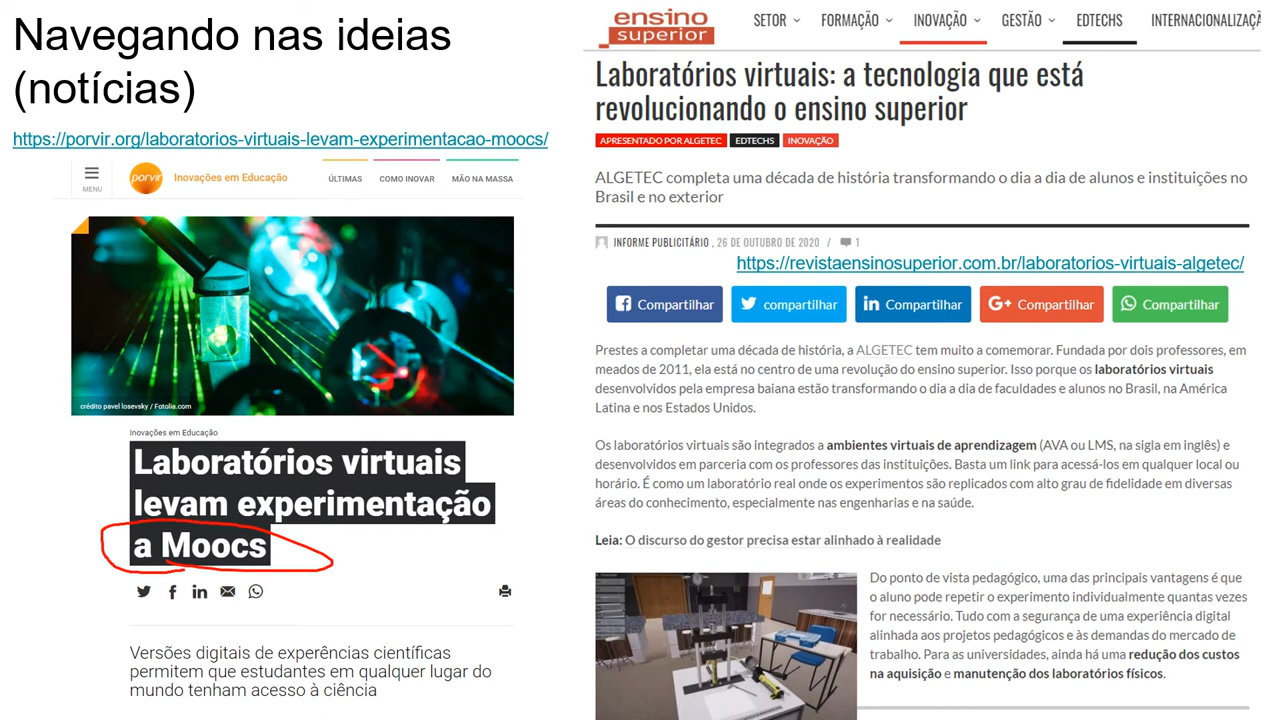 Navegando nas ideias
(notícias)
https://porvir.org/laboratorios-virtuais-levam-experimentacao-moocs/
MENU
porvir
Inovações em Educação
ÚLTIMAS
COMO INOVAR
MÃO NA MASSA
crédito pavel losevsky / Fotolia.com
Inovações em Educação
Laboratórios virtuais
levam experimentação
a Moocs
Versões digitais de experências científicas
permitem que estudantes em qualquer lugar do
mundo tenham acesso à ciência
ensino
superior
SETOR
FORMAÇÃO
INOVAÇÃO
GESTÃO
EDTECHS
INTERNACIONALIZAÇÃ
Laboratórios virtuais: a tecnologia que está
revolucionando o ensino superior
APRESENTADO POR ALGETEC
EDTECHS
INOVAÇÃO
ALGETEC completa uma década de história transformando o dia a dia de alunos e instituições no
Brasil e no exterior
INFORME PUBLICITÁRIO , 26 DE OUTUBRO DE 2020 / 1
https://revistaensinosuperior.com.br/laboratorios-virtuais-algetec/
Compartilhar
compartilhar
Compartilhar
G+ Compartilhar
Compartilhar
Prestes a completar uma década de história, a ALGETEC tem muito a comemorar. Fundada por dois professores, em
meados de 2011, ela está no centro de uma revolução do ensino superior. Isso porque os laboratórios virtuais
desenvolvidos pela empresa baiana estão transformando o dia a dia de faculdades e alunos no Brasil, na América
Latina e nos Estados Unidos.
Os laboratórios virtuais são integrados a ambientes virtuais de aprendizagem (AVA ou LMS, na sigla em inglês) e
desenvolvidos em parceria com os professores das instituições. Basta um link para acessá-los em qualquer local ou
horário. É como um laboratório real onde os experimentos são replicados com alto grau de fidelidade em diversas
áreas do conhecimento, especialmente nas engenharias e na saúde.
Leia: O discurso do gestor precisa estar alinhado à realidade
Do ponto de vista pedagógico, uma das principais vantagens é que
o aluno pode repetir o experimento individualmente quantas vezes
for necessário. Tudo com a segurança de uma experiência digital
alinhada aos projetos pedagógicos e às demandas do mercado de
trabalho. Para as universidades, ainda há uma redução dos custos
na aquisição e manutenção dos laboratórios físicos.